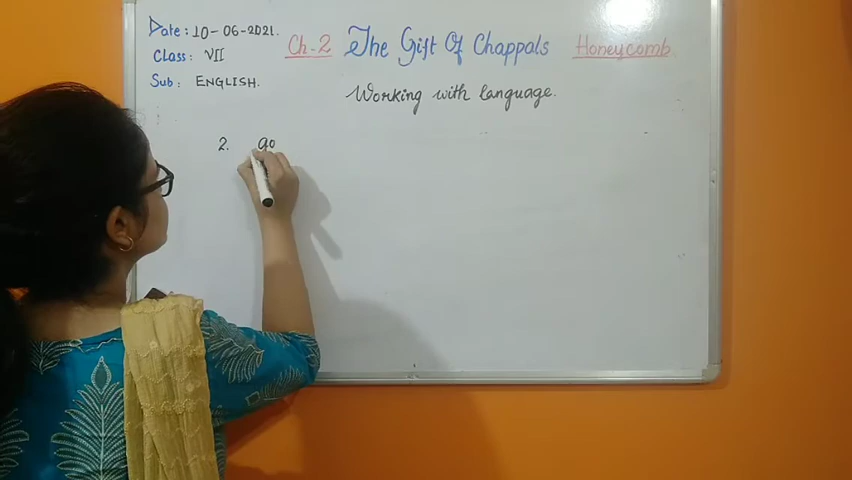 Date: 10-06-2021.
Class: VII
Sub: ENGLISH.
Ch-2 The Gift Of Chappals Honeycomb
Working with language.
2. go